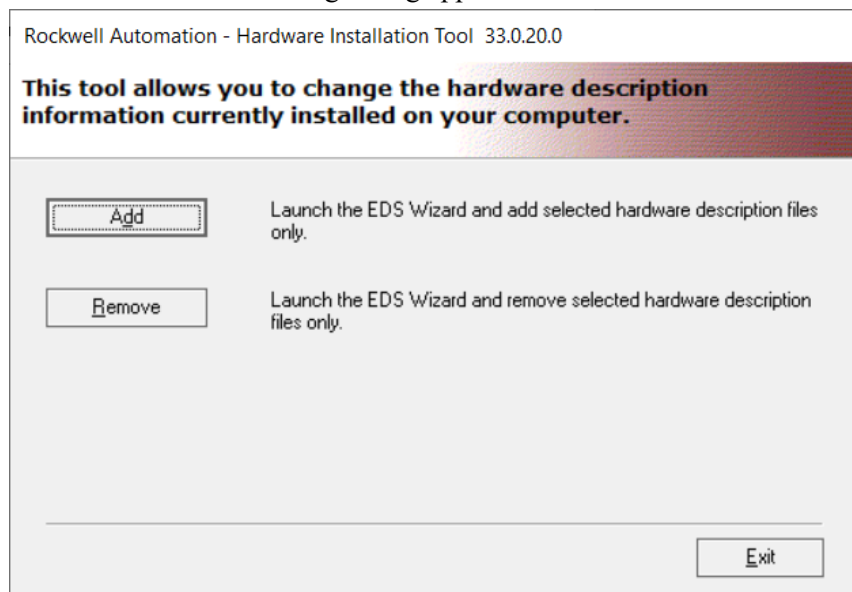 Rockwell Automation - Hardware Installation Tool 33.0.20.0
This tool allows you to change the hardware description
information currently installed on your computer.
Add
Launch the EDS Wizard and add selected hardware description files
only.
Remove
Launch the EDS Wizard and remove selected hardware description
files only.
Exit